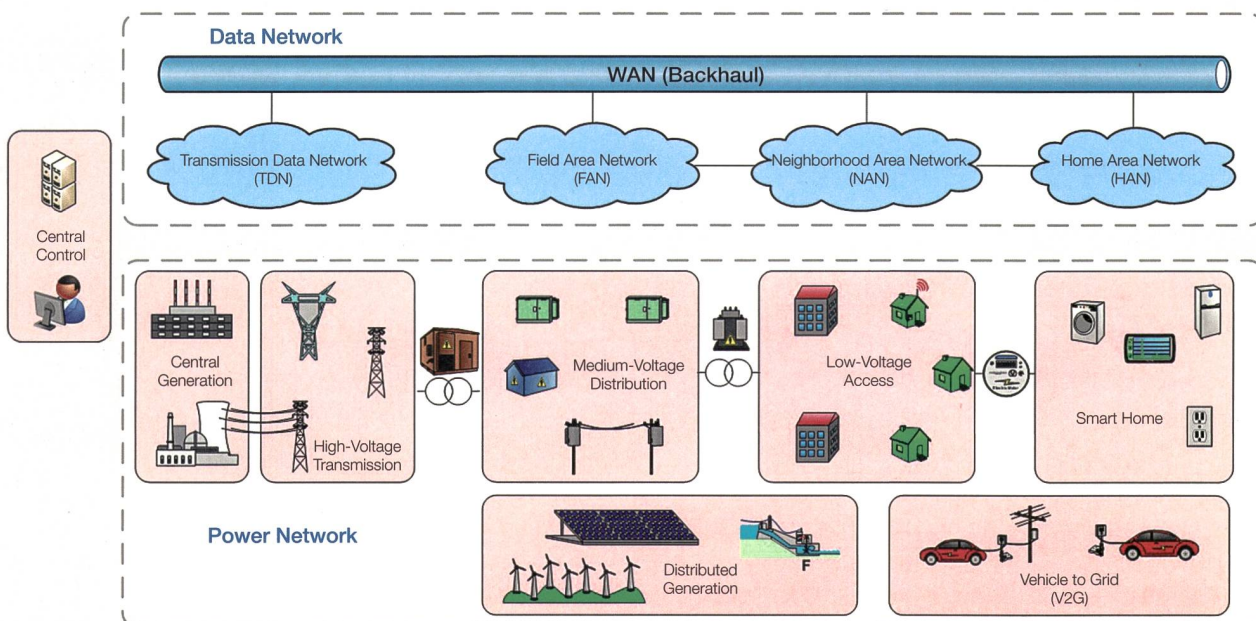 Data Network
WAN (Backhaul)
Transmission Data Network
(TDN)
Field Area Network
(FAN)
Neighborhood Area Network
(NAN)
Home Area Network
(HAN)
Central
Control
Central
Generation
High-Voltage
Transmission
Medium-Voltage
Distribution
Low-Voltage
Access
Smart Home
Power Network
Distributed
Generation
F
Vehicle to Grid
(V2G)